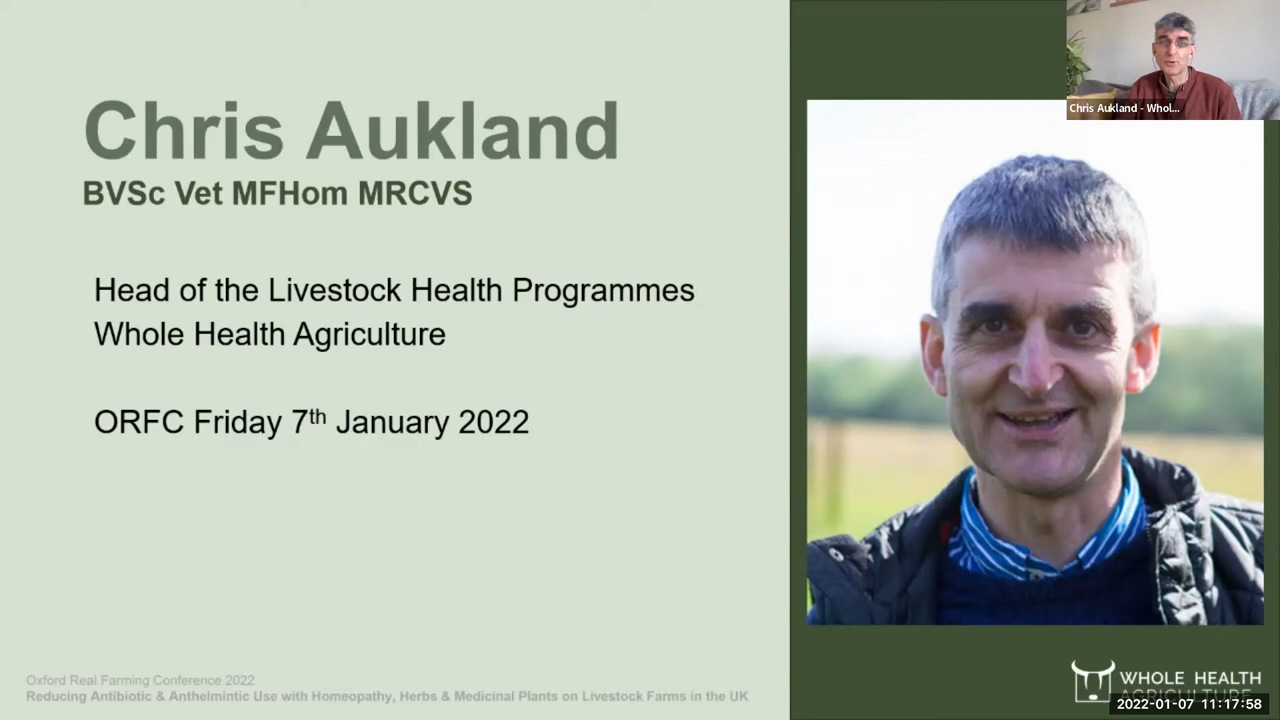 Chris Aukland
BVSc Vet MFHom MRCVS
Head of the Livestock Health Programmes
Whole Health Agriculture
ORFC Friday 7th January 2022
Oxford Real Farming Conference 2022
Reducing Antibiotic & Anthelmintic Use with Homeopathy, Herbs & Medicinal Plants on Livestock Farms in the UK
Chris Aukland - Whol...
WHOLE HEALTH
AGRICULTURE
2022-01-07 11:17:58